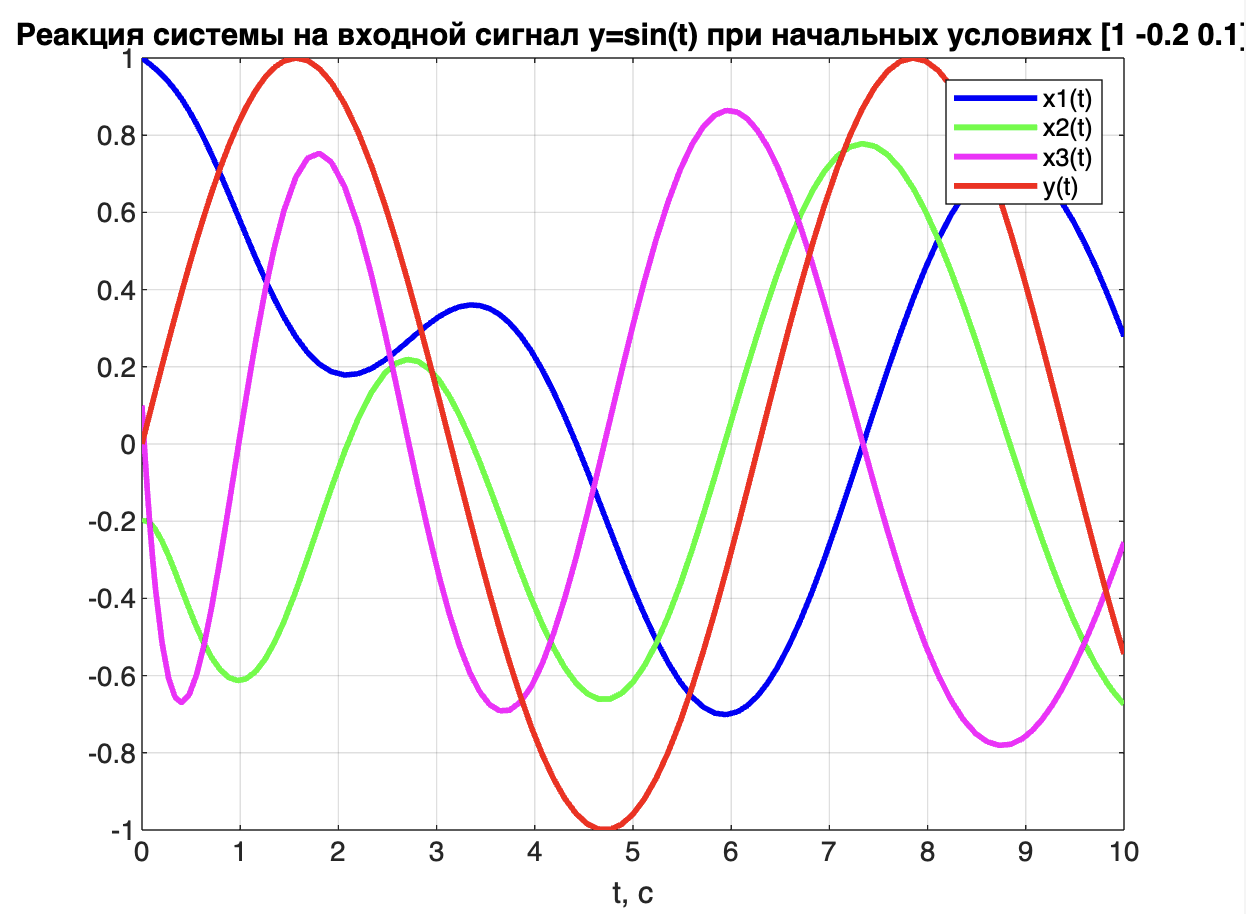 Реакция системы на входной сигнал y=sin(t) при начальных условиях [1 -0.2 0.1]
1
0.8
0.6
0.4
0.2
0
-0.2
-0.4
-0.6
-0.8
-1
x1(t)
x2(t)
x3(t)
y(t)
0 1 2 3 4 5 6 7 8 9 10
t, c